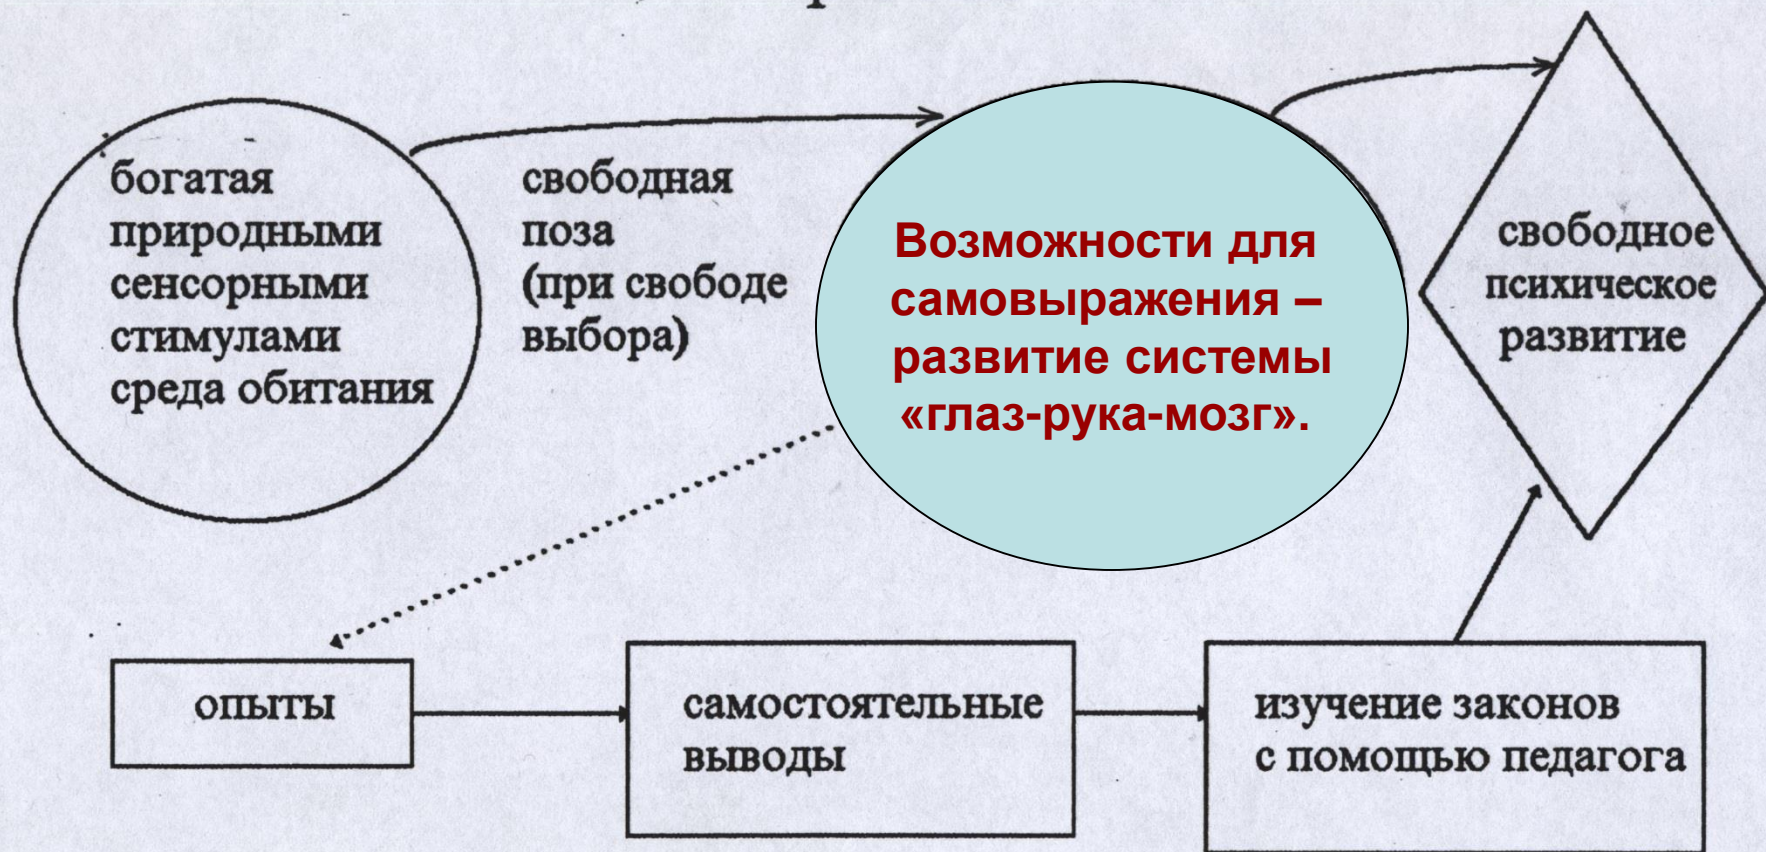 богатая
природными
сенсорными
стимулами
среда обитания
свободная
поза
(при свободе
выбора)
Возможности для
самовыражения –
развитие системы
«глаз-рука-мозг».
свободное
психическое
развитие
опыты
самостоятельные
выводы
изучение законов
с помощью педагога